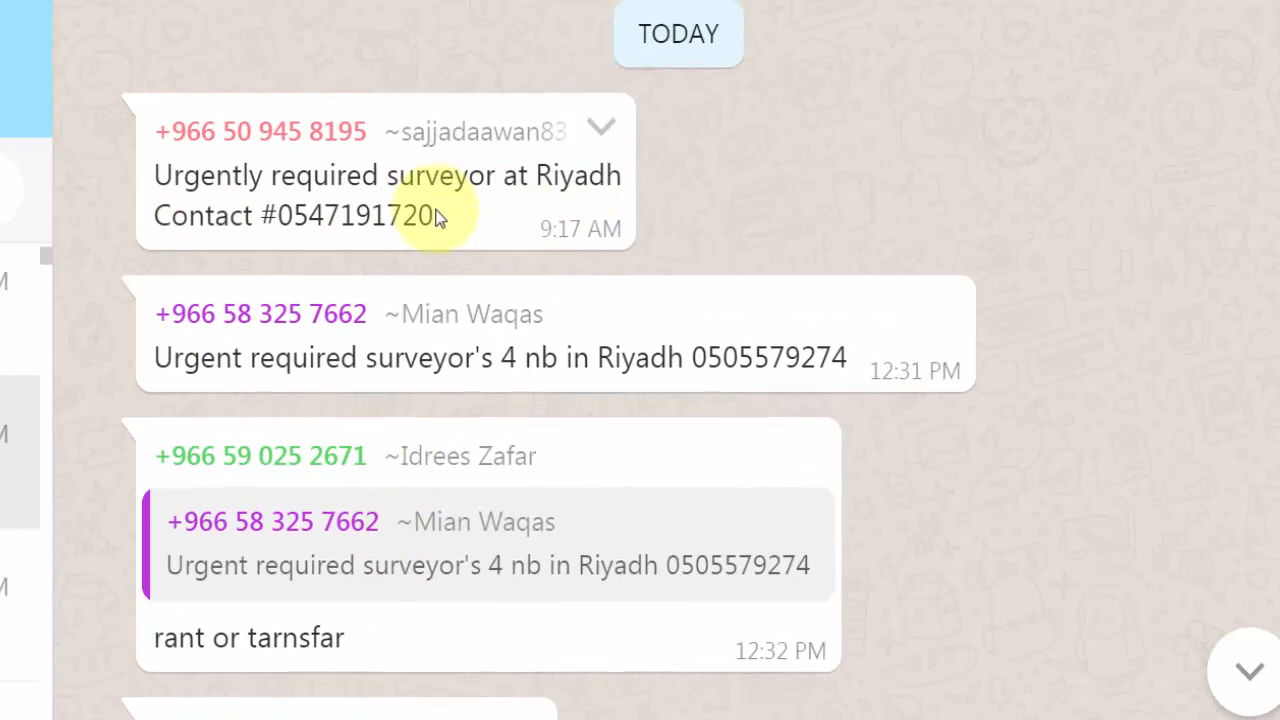 TODAY
+966 50 945 8195 ~sajjadaawan83
Urgently required surveyor at Riyadh
Contact #0547191720
9:17 AM
+966 58 325 7662 ~Mian Waqas
Urgent required surveyor's 4 nb in Riyadh 0505579274
12:31 PM
+966 59 025 2671 ~Idrees Zafar
+966 58 325 7662 ~Mian Waqas
Urgent required surveyor's 4 nb in Riyadh 0505579274
rant or tarnsfar
12:32 PM
M
M
M